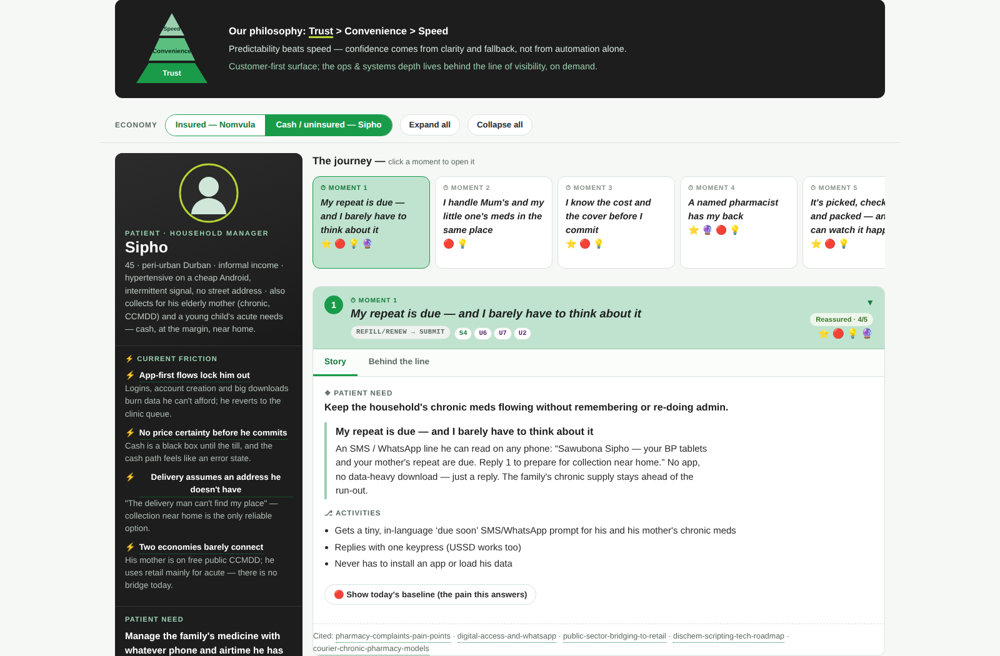 Speed
Convenience
Trust
Our philosophy: Trust > Convenience > Speed
Predictability beats speed — confidence comes from clarity and fallback, not from automation alone.
Customer-first surface; the ops & systems depth lives behind the line of visibility, on demand.
ECONOMY
Insured — Nomvula
Cash / uninsured — Sipho
Expand all
Collapse all
PATIENT · HOUSEHOLD MANAGER
Sipho
45 · peri-urban Durban · informal income ·
hypertensive on a cheap Android,
intermittent signal, no street address · also
collects for his elderly mother (chronic,
CCMDD) and a young child's acute needs
— cash, at the margin, near home.
⚡ CURRENT FRICTION
⚡ App-first flows lock him out
Logins, account creation and big downloads
burn data he can't afford; he reverts to the
clinic queue.
⚡ No price certainty before he commits
Cash is a black box until the till, and the
cash path feels like an error state.
⚡ Delivery assumes an address he
doesn't have
"The delivery man can't find my place" —
collection near home is the only reliable
option.
⚡ Two economies barely connect
His mother is on free public CCMDD; he
uses retail mainly for acute — there is no
bridge today.
PATIENT NEED
Manage the family's medicine with
whatever phone and airtime he has
The journey — click a moment to open it
⏱ MOMENT 1
My repeat is due —
and I barely have to
think about it
⭐ 🔴 💡 🔮
⏱ MOMENT 2
I handle Mum's and my
little one's meds in the
same place
🔴 💡
⏱ MOMENT 3
I know the cost and
the cover before I
commit
⭐ 🔴 💡
⏱ MOMENT 4
A named pharmacist
has my back
⭐ 🔮 🔴 💡
⏱ MOMENT 5
It's picked, check
and packed — an
can watch it happ
⭐ 🔴 💡
1
⏱ MOMENT 1
My repeat is due — and I barely have to think about it
REFILL/RENEW → SUBMIT S4 U6 U7 U2
▼
Reassured · 4/5
⭐ 🔴 💡 🔮
Story
Behind the line
❖ PATIENT NEED
Keep the household's chronic meds flowing without remembering or re-doing admin.
My repeat is due — and I barely have to think about it
An SMS / WhatsApp line he can read on any phone: “Sawubona Sipho — your BP tablets
and your mother's repeat are due. Reply 1 to prepare for collection near home.” No app,
no data-heavy download — just a reply. The family's chronic supply stays ahead of the
run-out.
⎇ ACTIVITIES
• Gets a tiny, in-language ‘due soon’ SMS/WhatsApp prompt for his and his mother's chronic meds
• Replies with one keypress (USSD works too)
• Never has to install an app or load his data
🔴 Show today's baseline (the pain this answers)
Cited: pharmacy-complaints-pain-points · digital-access-and-whatsapp · public-sector-bridging-to-retail · dischem-scripting-tech-roadmap ·
courier-chronic-pharmacy-models